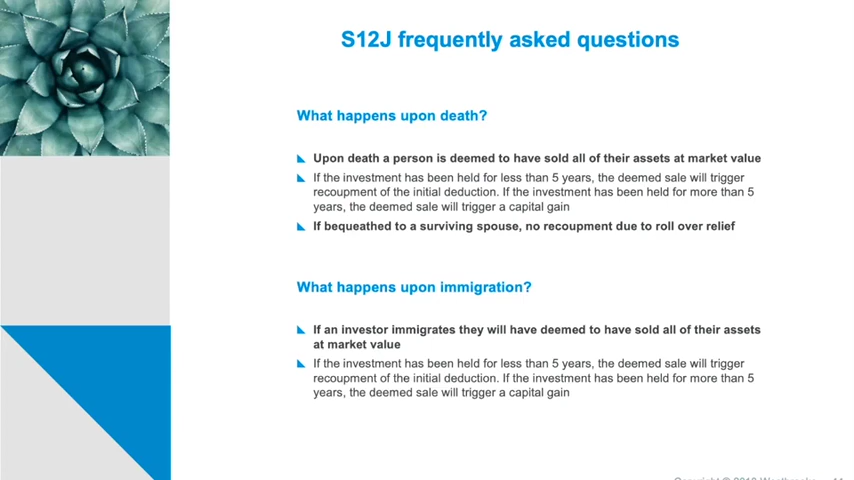 S12J frequently asked questions
What happens upon death?
Upon death a person is deemed to have sold all of their assets at market value
If the investment has been held for less than 5 years, the deemed sale will trigger
recoupment of the initial deduction. If the investment has been held for more than 5
years, the deemed sale will trigger a capital gain
If bequeathed to a surviving spouse, no recoupment due to roll over relief
What happens upon immigration?
If an investor immigrates they will have deemed to have sold all of their assets
at market value
If the investment has been held for less than 5 years, the deemed sale will trigger
recoupment of the initial deduction. If the investment has been held for more than 5
years, the deemed sale will trigger a capital gain
Copyright ©